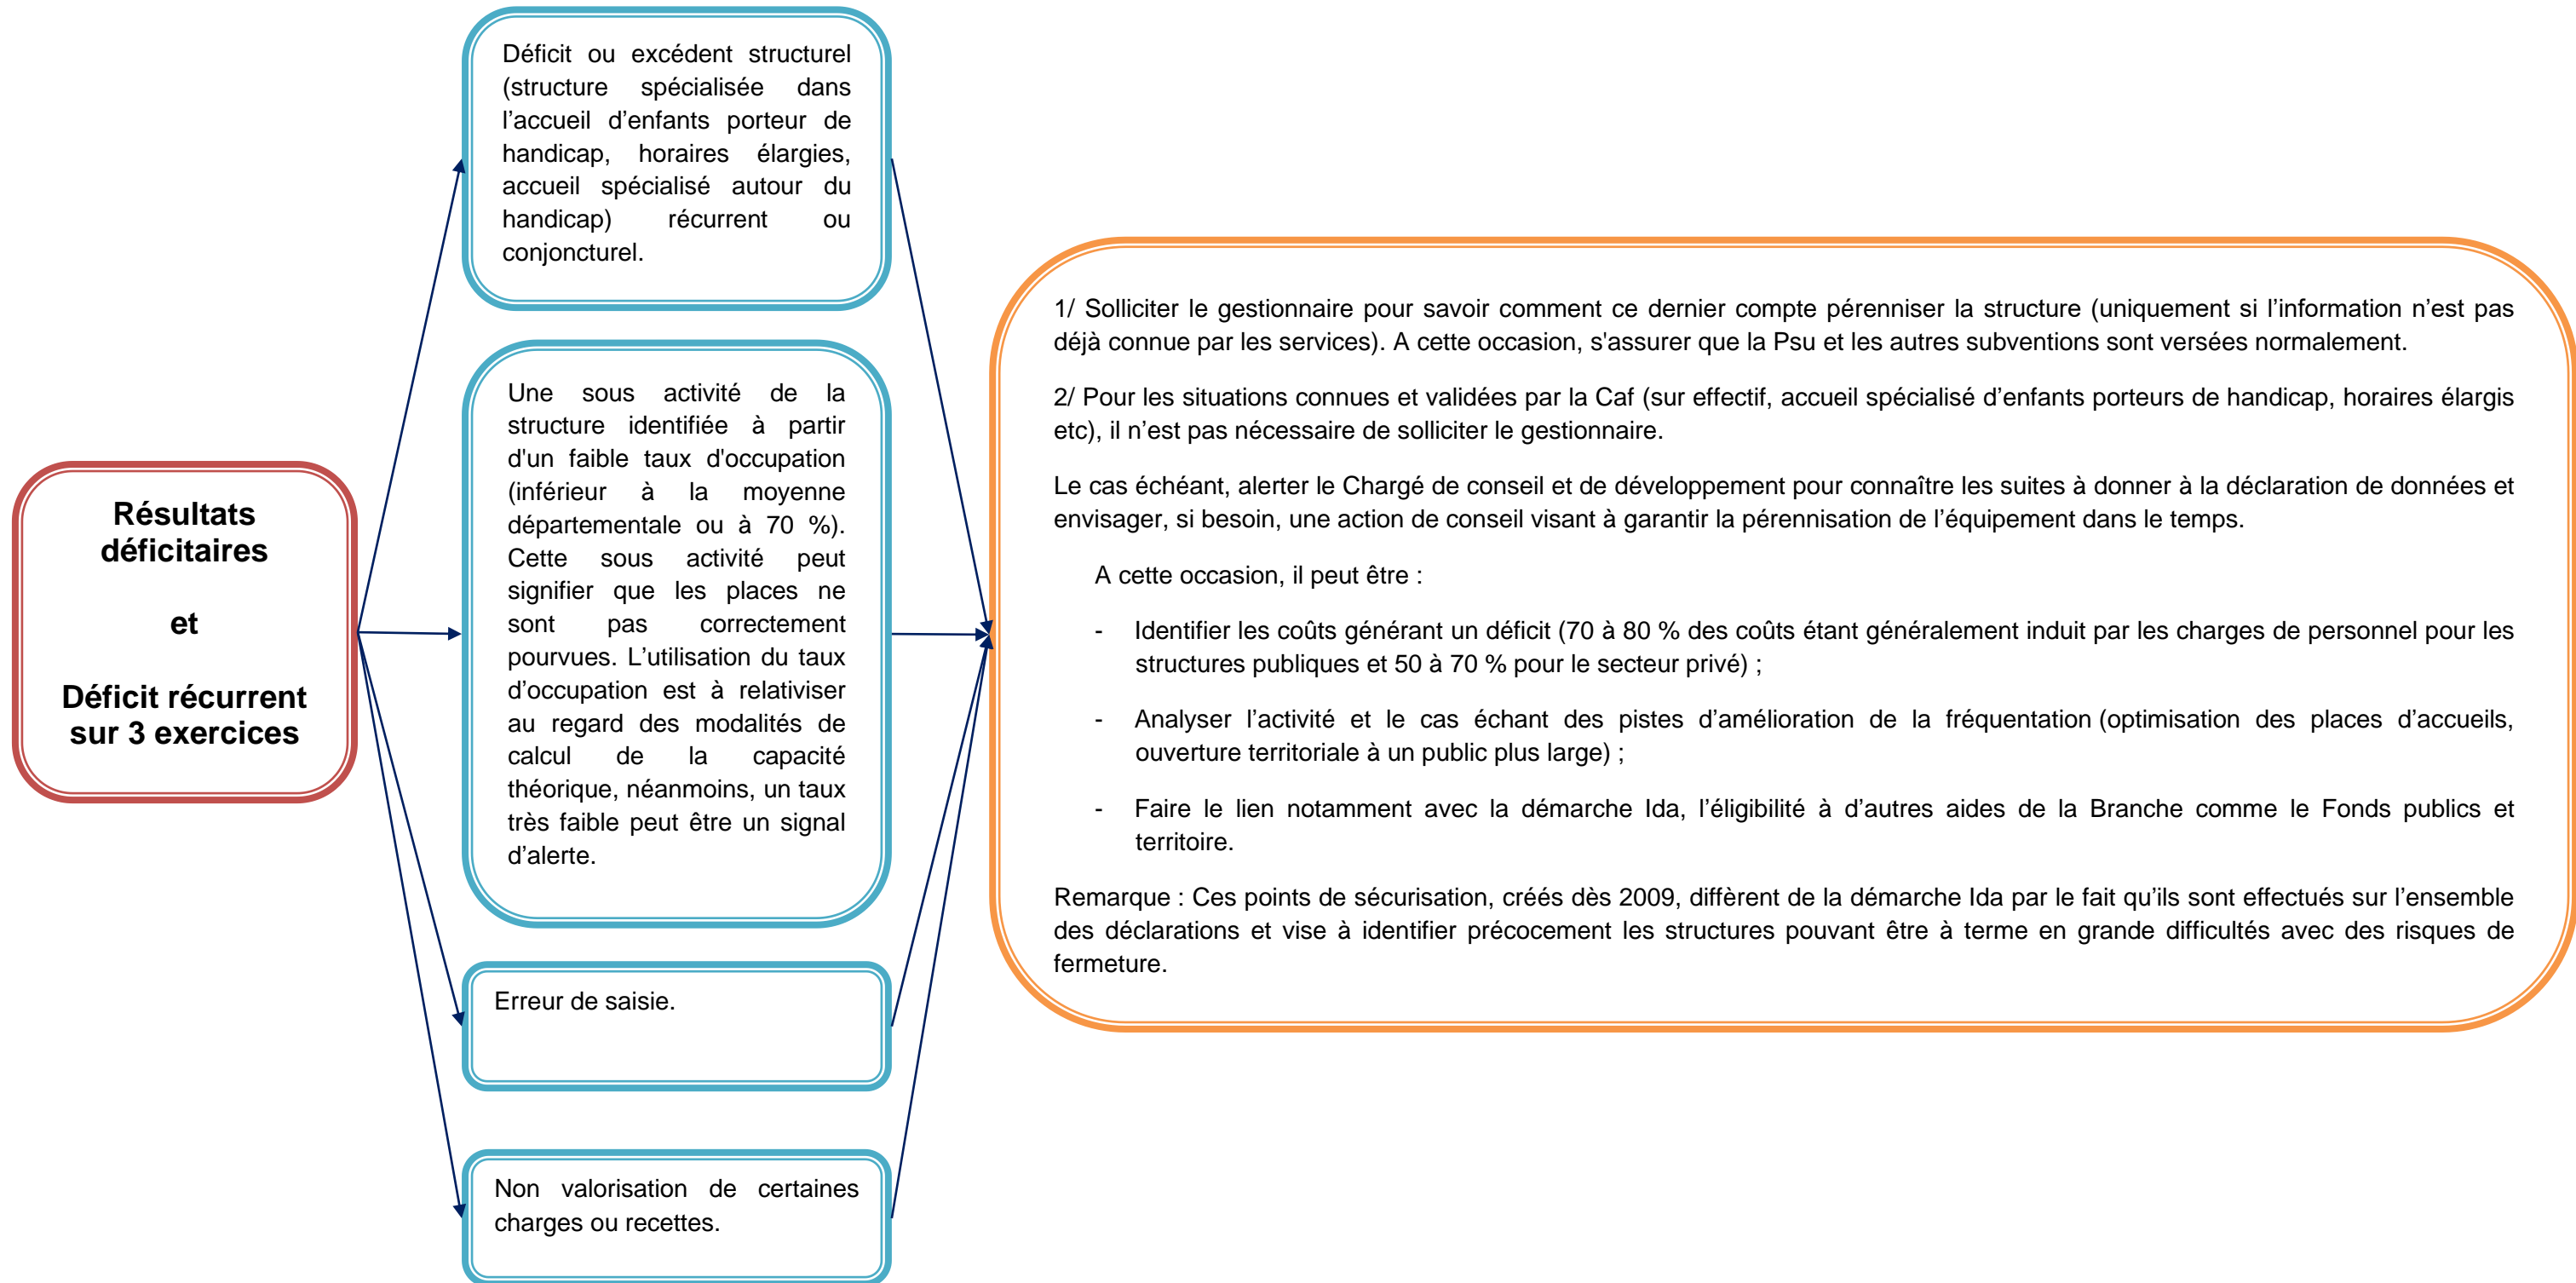 Résultats
déficitaires
et
Déficit récurrent
sur 3 exercices
Déficit ou excédent structurel
(structure spécialisée dans
l’accueil d’enfants porteur de
handicap, horaires élargies,
accueil spécialisé autour du
handicap) récurrent ou
conjoncturel.
Une sous activité de la
structure identifiée à partir
d'un faible taux d'occupation
(inférieur à la moyenne
départementale ou à 70 %).
Cette sous activité peut
signifier que les places ne
sont pas correctement
pourvues. L’utilisation du taux
d’occupation est à relativiser
au regard des modalités de
calcul de la capacité
théorique, néanmoins, un taux
très faible peut être un signal
d’alerte.
Erreur de saisie.
Non valorisation de certaines
charges ou recettes.
1/ Solliciter le gestionnaire pour savoir comment ce dernier compte pérenniser la structure (uniquement si l’information n’est pas
déjà connue par les services). A cette occasion, s'assurer que la Psu et les autres subventions sont versées normalement.
2/ Pour les situations connues et validées par la Caf (sur effectif, accueil spécialisé d’enfants porteurs de handicap, horaires élargis
etc), il n’est pas nécessaire de solliciter le gestionnaire.
Le cas échéant, alerter le Chargé de conseil et de développement pour connaître les suites à donner à la déclaration de données et
envisager, si besoin, une action de conseil visant à garantir la pérennisation de l’équipement dans le temps.
A cette occasion, il peut être :
- Identifier les coûts générant un déficit (70 à 80 % des coûts étant généralement induit par les charges de personnel pour les
structures publiques et 50 à 70 % pour le secteur privé) ;
- Analyser l’activité et le cas échant des pistes d’amélioration de la fréquentation (optimisation des places d’accueils,
ouverture territoriale à un public plus large) ;
- Faire le lien notamment avec la démarche Ida, l’éligibilité à d’autres aides de la Branche comme le Fonds publics et
territoire.
Remarque : Ces points de sécurisation, créés dès 2009, diffèrent de la démarche Ida par le fait qu’ils sont effectués sur l’ensemble
des déclarations et vise à identifier précocement les structures pouvant être à terme en grande difficultés avec des risques de
fermeture.